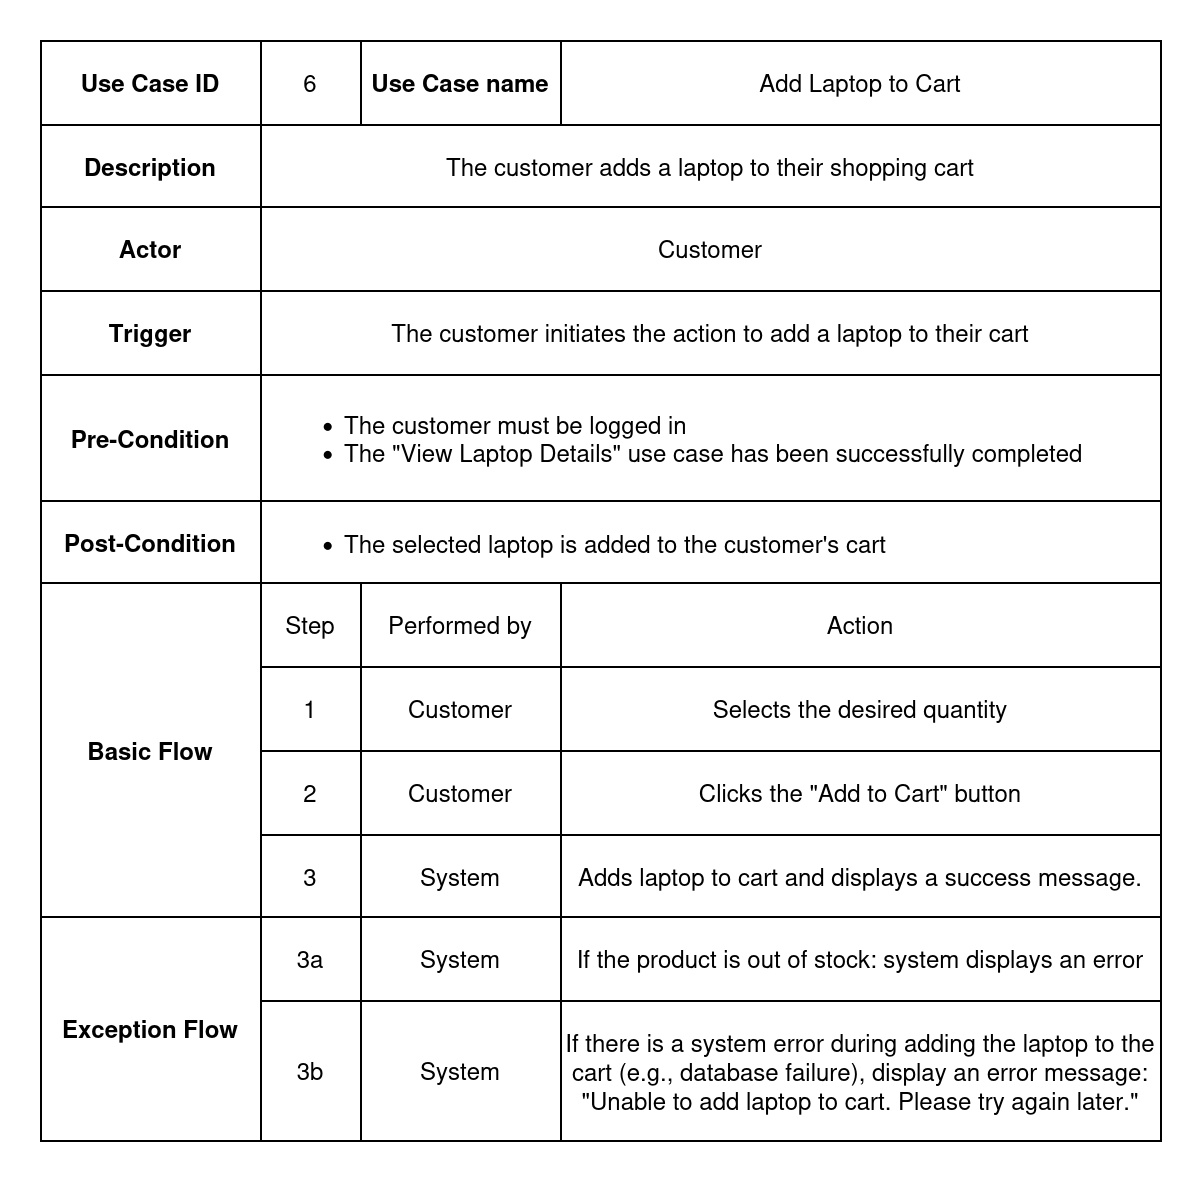 Use Case ID 6 Use Case name Add Laptop to Cart
Description The customer adds a laptop to their shopping cart
Actor Customer
Trigger The customer initiates the action to add a laptop to their cart
Pre-Condition
• The customer must be logged in
• The "View Laptop Details" use case has been successfully completed
Post-Condition • The selected laptop is added to the customer's cart
Basic Flow
Step Performed by Action
1 Customer Selects the desired quantity
2 Customer Clicks the "Add to Cart" button
3 System Adds laptop to cart and displays a success message.
Exception Flow
3a System If the product is out of stock: system displays an error
3b System
If there is a system error during adding the laptop to the
cart (e.g., database failure), display an error message:
"Unable to add laptop to cart. Please try again later."